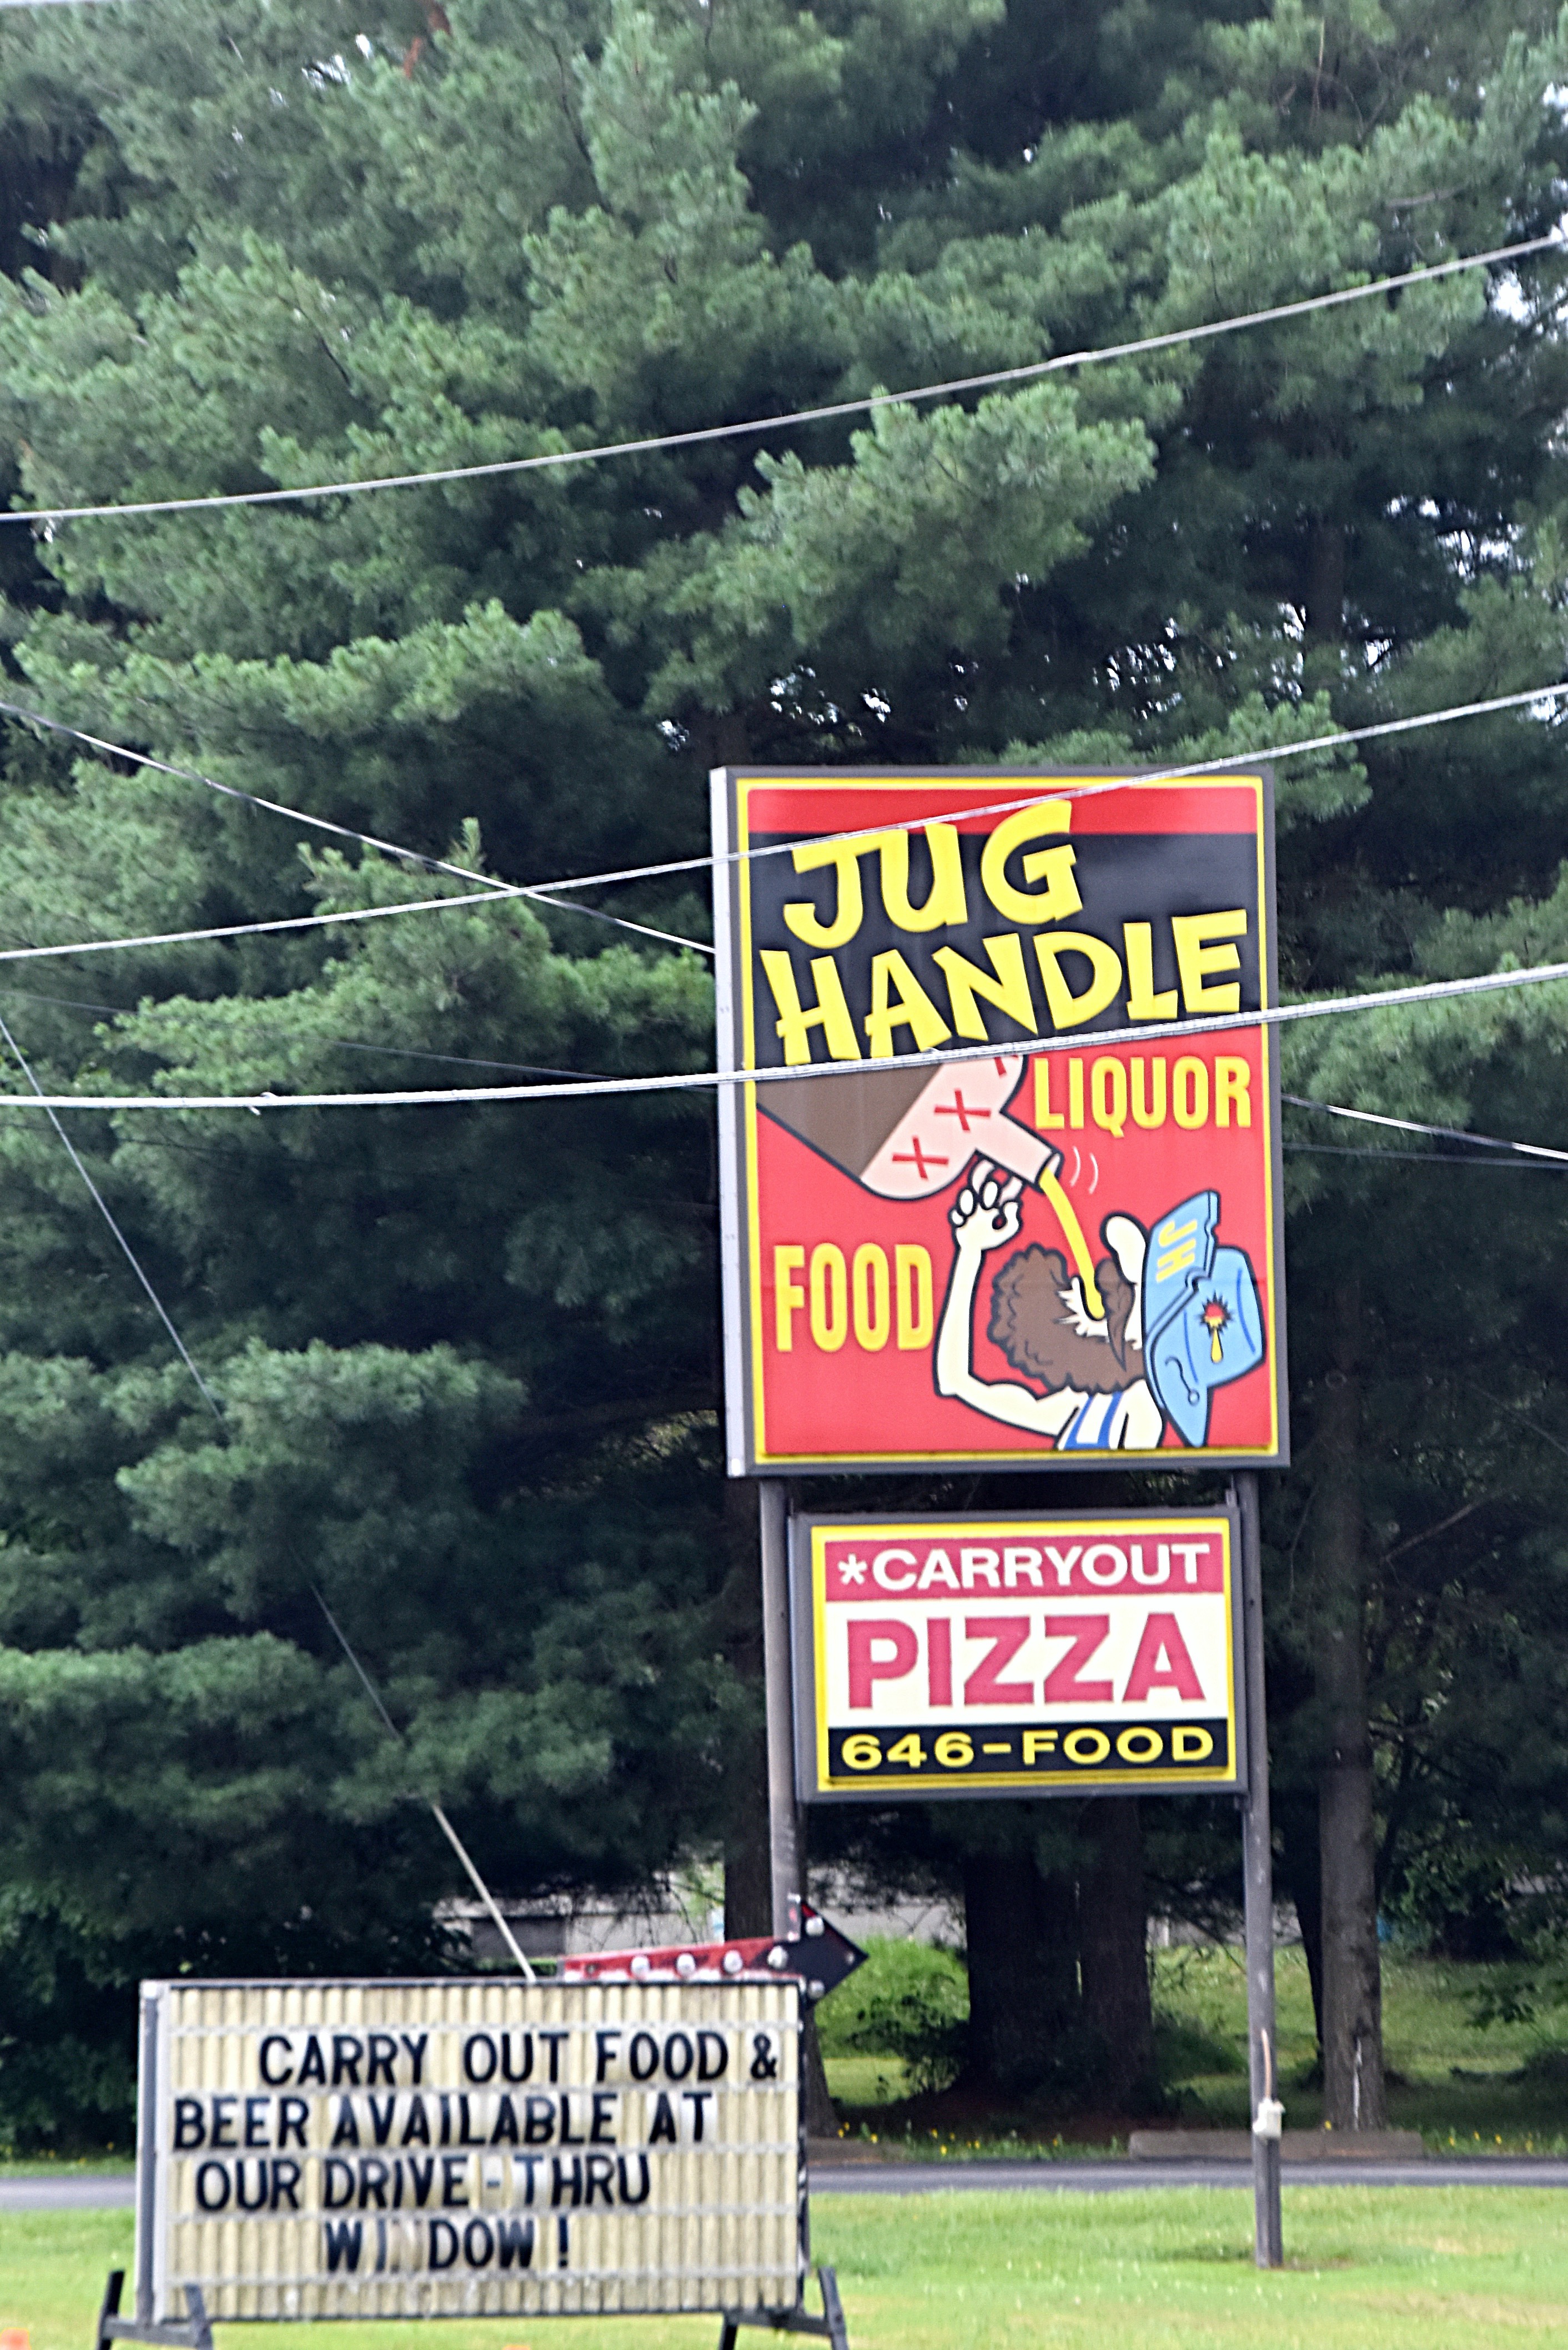 JUG
HANDLE
LIQUOR
XXX
JH
FOOD
*CARRYOUT
PIZZA
646-FOOD
CARRY OUT FOOD &
BEER AVAILABLE AT
OUR DRIVE-THRU
WI DOW!